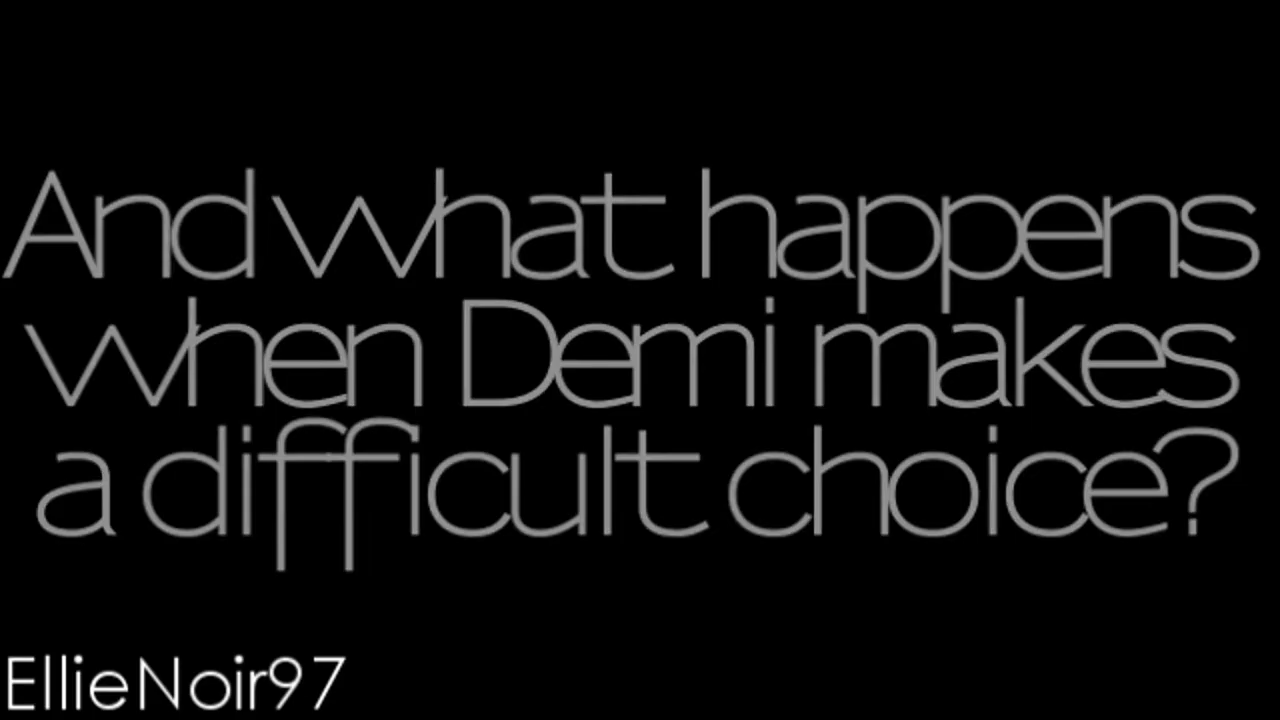 And what happens
when Demi makes
a difficult choice?
EllieNoir97